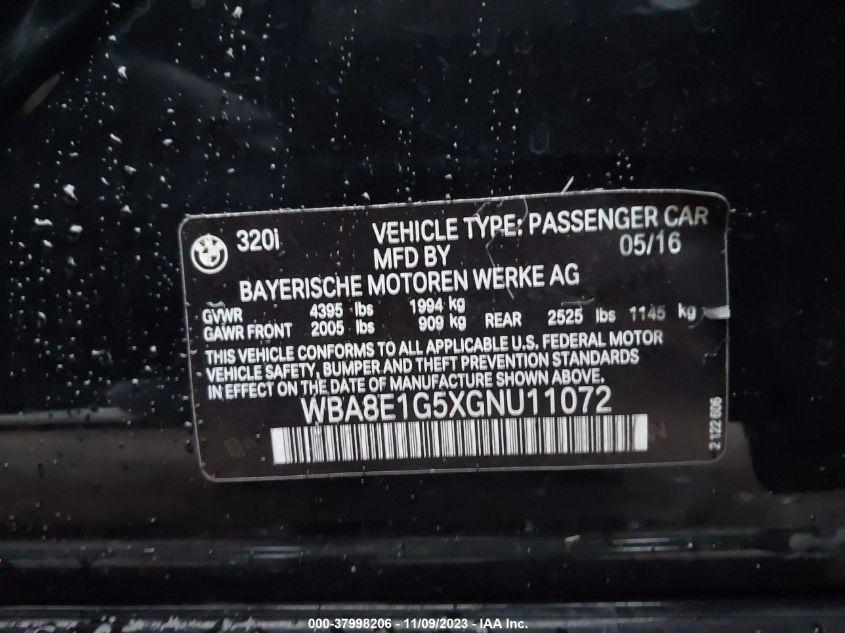 320i VEHICLE TYPE: PASSENGER CAR
MFD BY 05/16
BAYERISCHE MOTOREN WERKE AG
GVWR 4395 lbs 1994 kg
GAWR FRONT 2005 lbs 909 kg REAR 2525 lbs 1145 kg
THIS VEHICLE CONFORMS TO ALL APPLICABLE U.S. FEDERAL MOTOR
VEHICLE SAFETY, BUMPER AND THEFT PREVENTION STANDARDS
IN EFFECT ON THE DATE OF MANUFACTURE SHOWN ABOVE.
WBA8E1G5XGNU11072
2 122 606
000-37998206 - 11/09/2023 - IAA Inc.